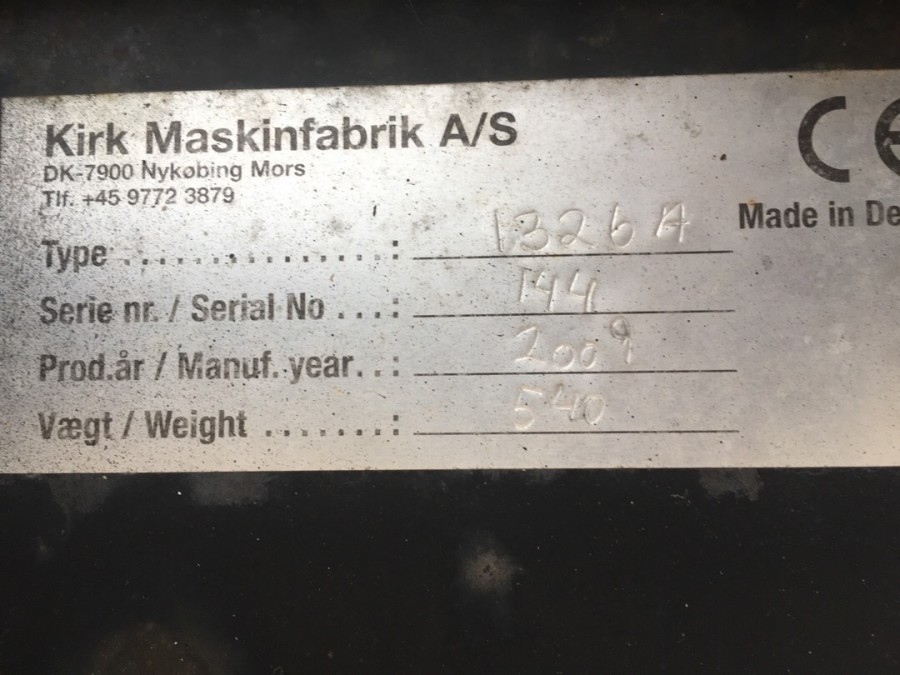 Kirk Maskinfabrik A/S
DK-7900 Nykøbing Mors
Tlf. +45 9772 3879
CE
Made in De
Type ................: 1326 A
Serie nr. / Serial No ...: 144
Prod.år / Manuf. year. .: 2009
Vægt / Weight .......: 540